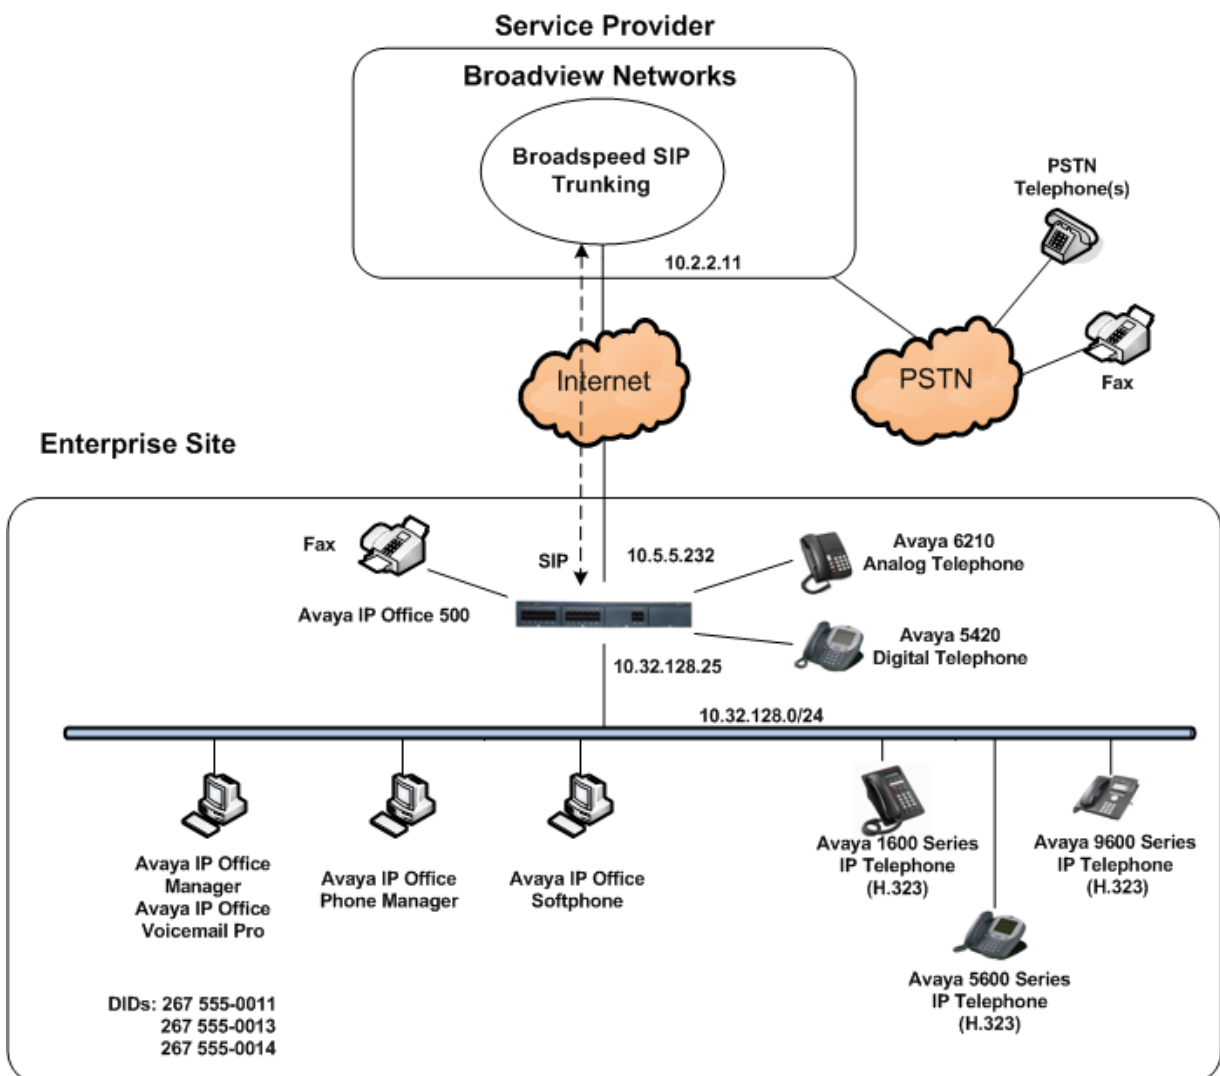 Service Provider
Broadview Networks
Broadspeed SIP
Trunking
10.2.2.11
PSTN
Telephone(s)
Internet
PSTN
Fax
Enterprise Site
Fax
SIP
10.5.5.232
Avaya 6210
Analog Telephone
Avaya IP Office 500
Avaya 5420
Digital Telephone
10.32.128.25
10.32.128.0/24
Avaya IP Office
Manager
Avaya IP Office
Voicemail Pro
Avaya IP Office
Phone Manager
Avaya IP Office
Softphone
Avaya 1600 Series
IP Telephone
(H.323)
Avaya 9600 Series
IP Telephone
(H.323)
Avaya 5600 Series
IP Telephone
(H.323)
DIDs: 267 555-0011
267 555-0013
267 555-0014